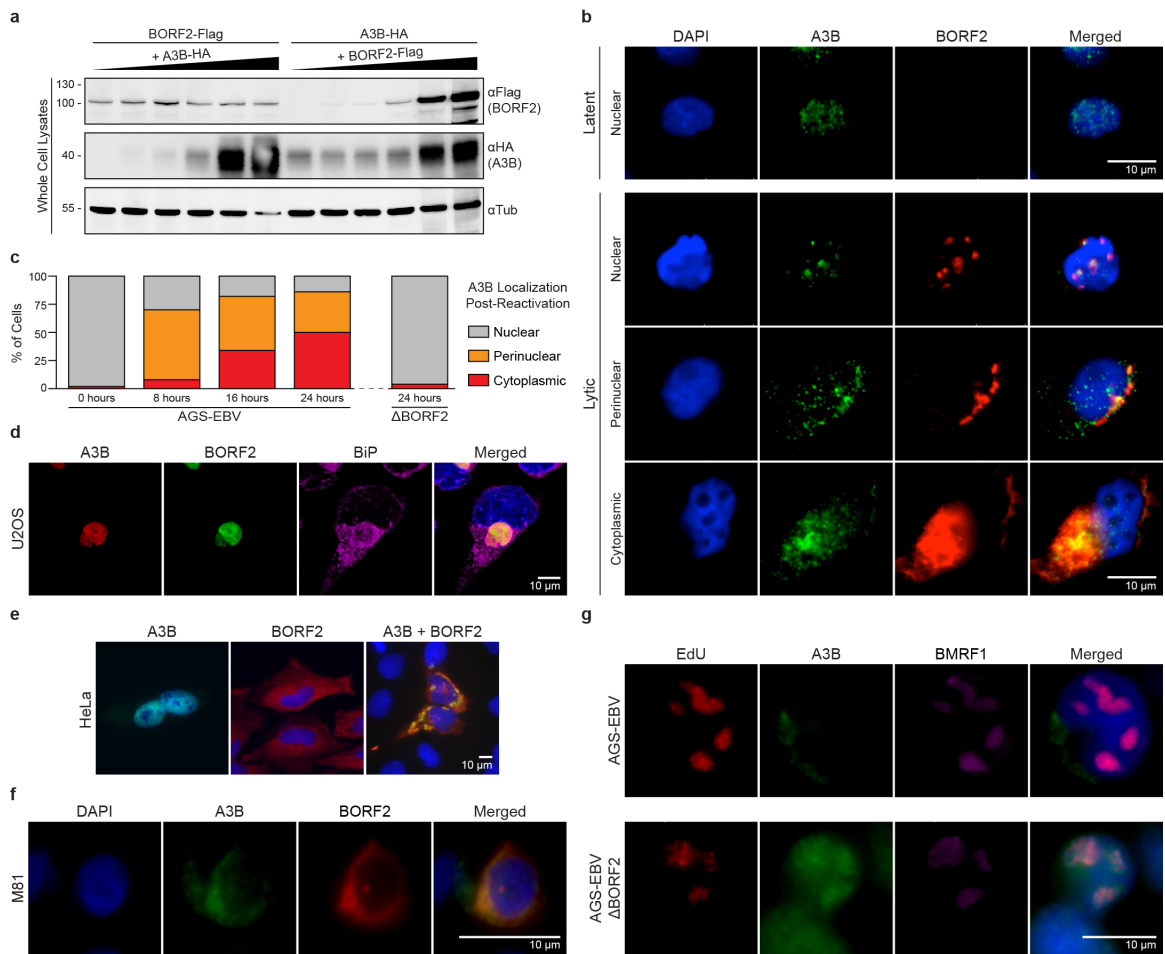 a
BORF2-Flag A3B-HA
+ A3B-HA + BORF2-Flag
Whole Cell Lysates
130 -
100 -
αFlag
(BORF2)
40 -
αHA
(A3B)
55 -
αTub
b
DAPI A3B BORF2 Merged
Latent
Nuclear
10 µm
Lytic
Nuclear
Perinuclear
Cytoplasmic
10 µm
c
% of Cells
100
75
50
25
0
0 hours 8 hours 16 hours 24 hours 24 hours
AGS-EBV ΔBORF2
A3B Localization
Post-Reactivation
Nuclear
Perinuclear
Cytoplasmic
d
A3B BORF2 BiP Merged
U2OS
10 µm
e
A3B BORF2 A3B + BORF2
HeLa
10 µm
f
DAPI A3B BORF2 Merged
M81
10 µm
g
EdU A3B BMRF1 Merged
AGS-EBV
AGS-EBV
ΔBORF2
10 µm